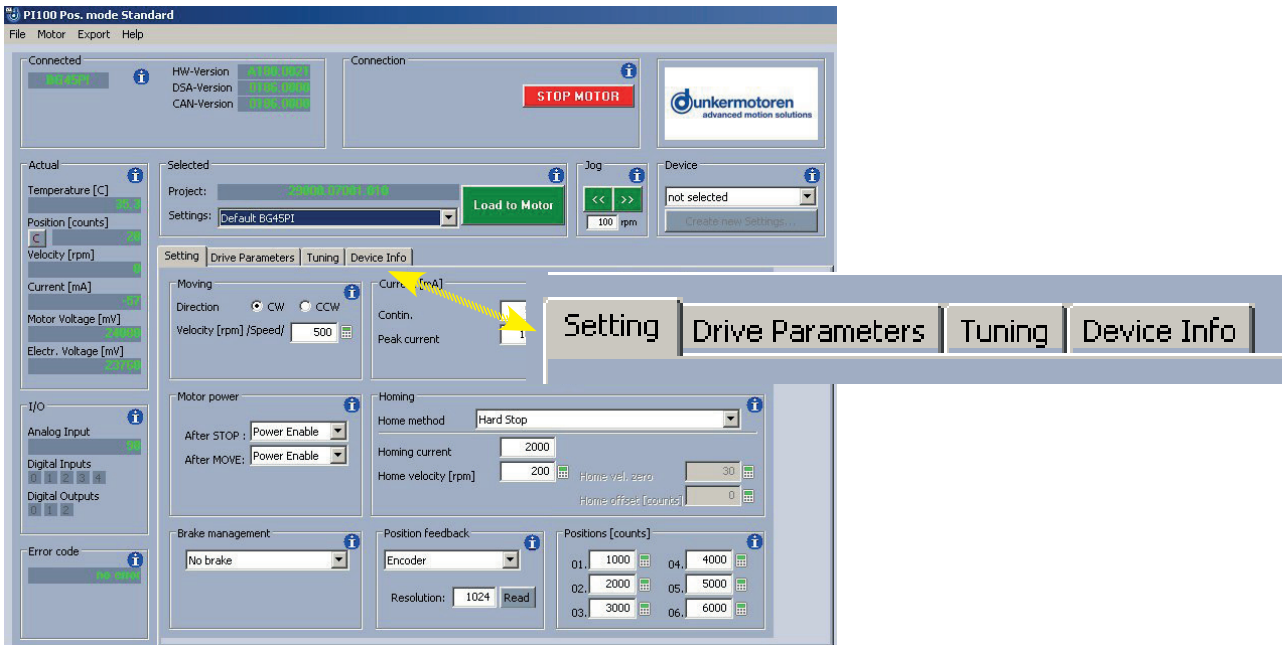 PI100 Pos. mode Standard
File Motor Export Help
Connected
BG45PI
HW-Version A100.0021
DSA-Version 0186.0000
CAN-Version 0186.0000
Connection
STOP MOTOR
dunkermotoren
advanced motion solutions
Actual
Temperature [C]
35,3
Position [counts]
C 20
Velocity [rpm]
0
Current [mA]
-57
Motor Voltage [mV]
24000
Electr. Voltage [mV]
23760
Selected
Project:
Settings: Default BG45PI
Load to Motor
Jog
<< >>
100 rpm
Device
not selected
Create new Settings...
Setting Drive Parameters Tuning Device Info
Moving
Direction CW CCW
Velocity [rpm] /Speed/ 500
Current [mA]
Contin.
Peak current 1
Setting Drive Parameters Tuning Device Info
Motor power
After STOP : Power Enable
After MOVE: Power Enable
Homing
Home method Hard Stop
Homing current 2000
Home velocity [rpm] 200
Home vel. zero 30
Home offset [counts] 0
I/O
Analog Input
98
Digital Inputs
0 1 2 3 4
Digital Outputs
0 1 2
Error code
no error
Brake management
No brake
Position feedback
Encoder
Resolution: 1024 Read
Positions [counts]
01. 1000 04. 4000
02. 2000 05. 5000
03. 3000 06. 6000